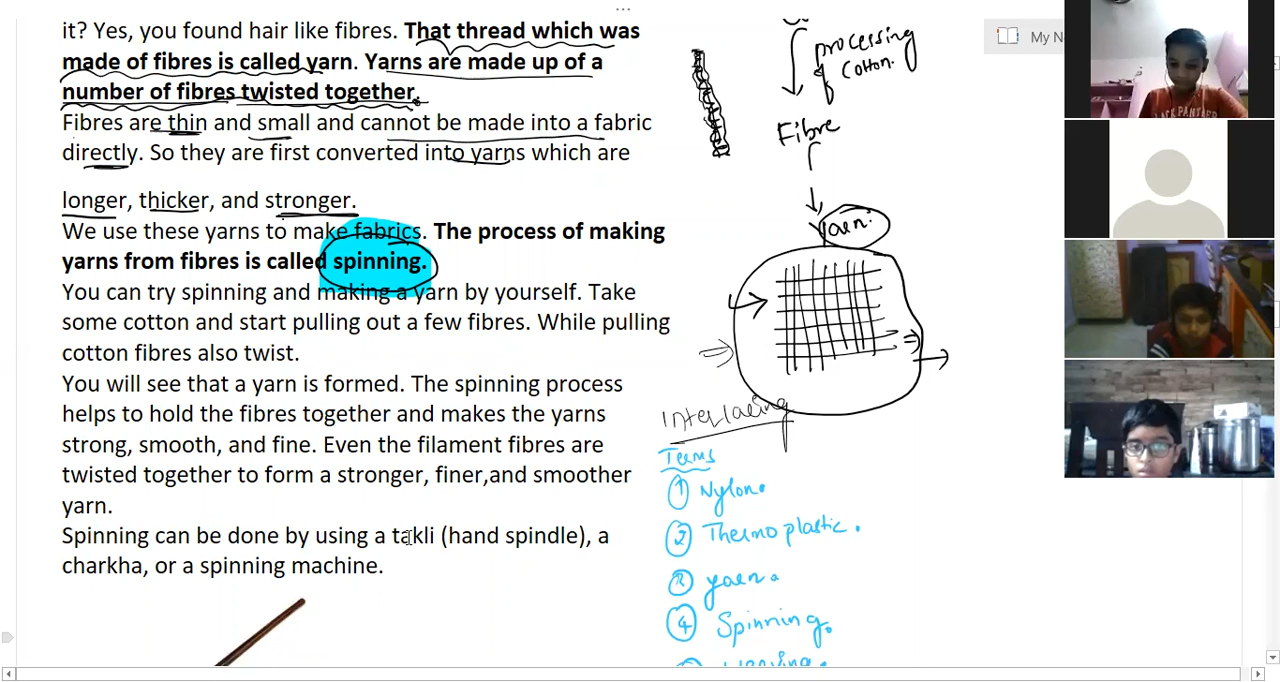 it? Yes, you found hair like fibres. That thread which was
made of fibres is called yarn. Yarns are made up of a
number of fibres twisted together.
Fibres are thin and small and cannot be made into a fabric
directly. So they are first converted into yarns which are
longer, thicker, and stronger.
We use these yarns to make fabrics. The process of making
yarns from fibres is called spinning.
You can try spinning and making a yarn by yourself. Take
some cotton and start pulling out a few fibres. While pulling
cotton fibres also twist.
You will see that a yarn is formed. The spinning process
helps to hold the fibres together and makes the yarns
strong, smooth, and fine. Even the filament fibres are
twisted together to form a stronger, finer,and smoother
yarn.
Spinning can be done by using a takli (hand spindle), a
charkha, or a spinning machine.
processing
of
Cotton.
Fibre
yarn.
Interlacing
Terms
① Nylon.
② Thermoplastic.
③ yarn.
④ Spinning.
Weaving.
My N